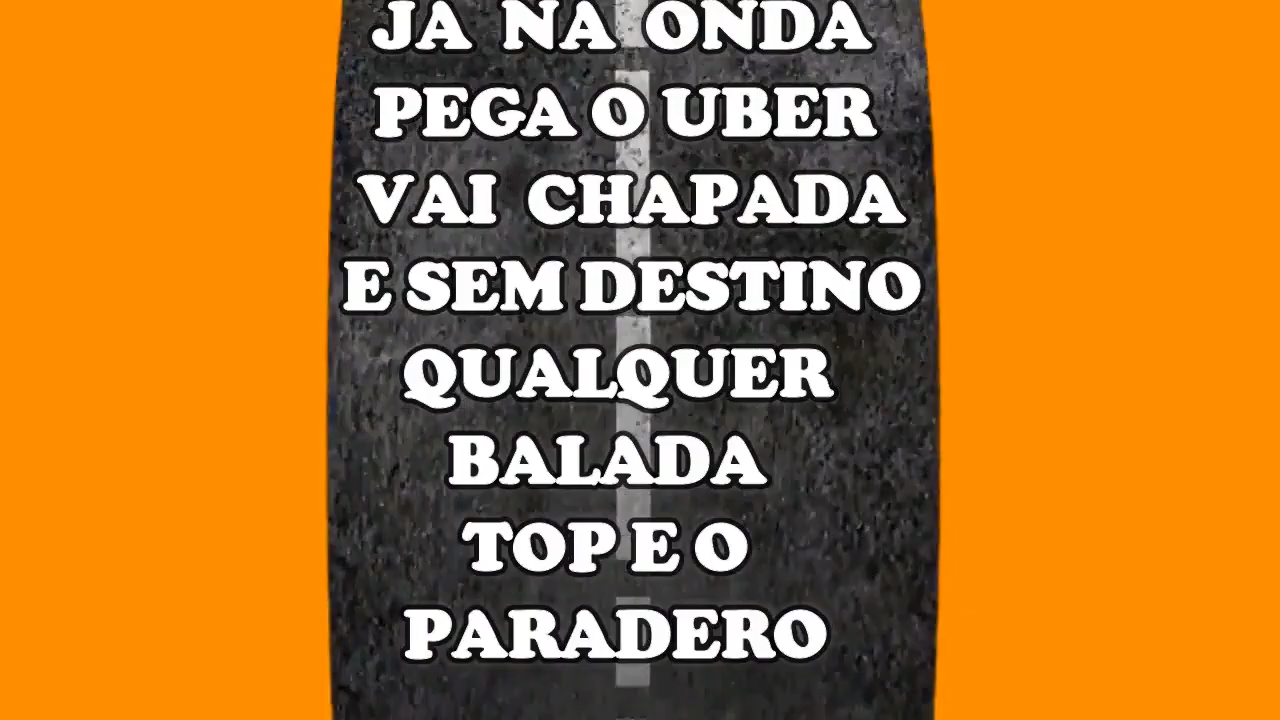 JA NA ONDA
PEGA O UBER
VAI CHAPADA
E SEM DESTINO
QUALQUER
BALADA
TOP E O
PARADERO